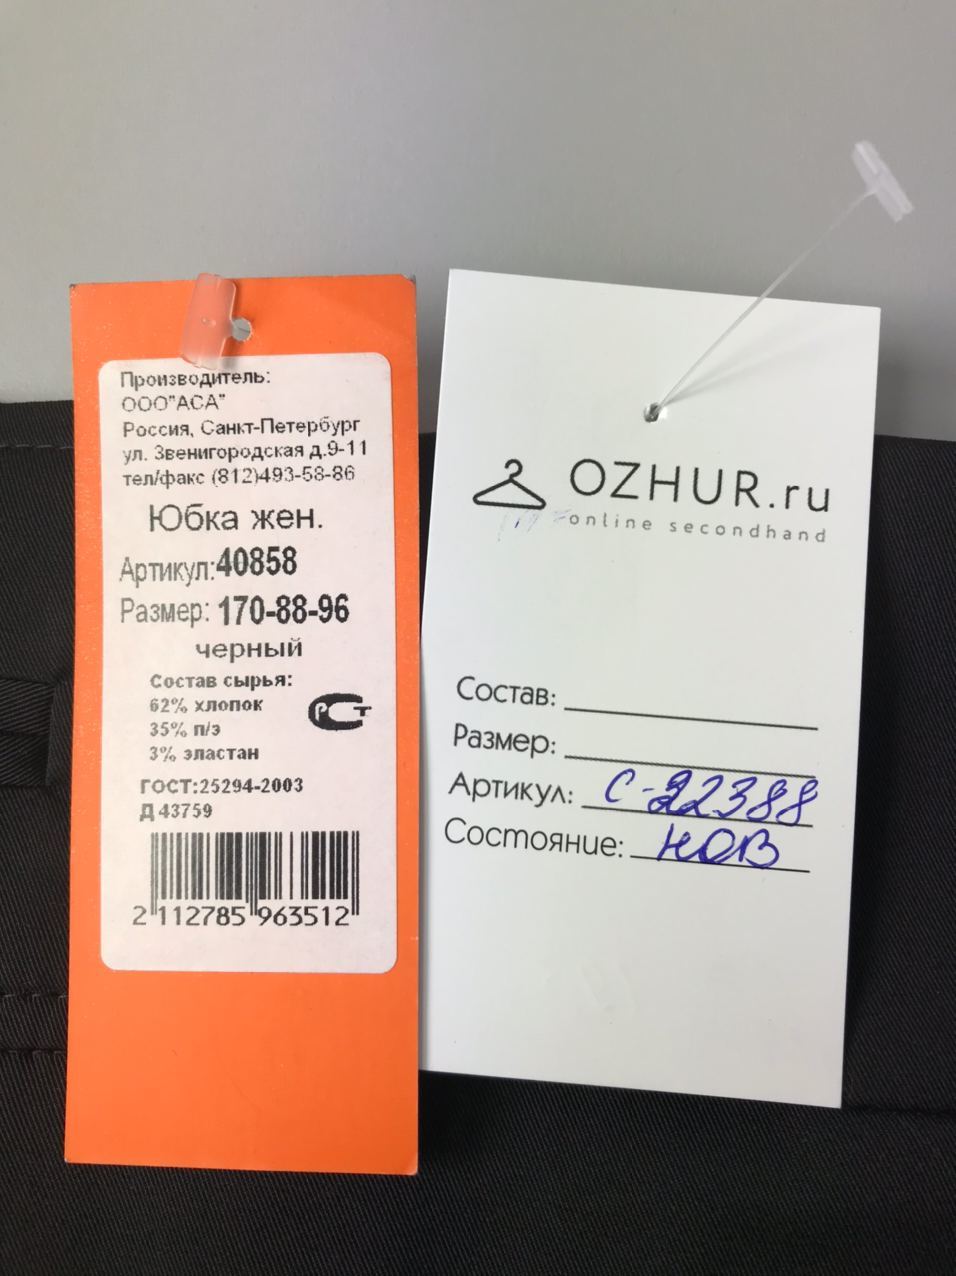 Производитель:
ООО"АСА"
Россия, Санкт-Петербург
ул. Звенигородская д.9-11
тел/факс (812)493-58-86
Юбка жен.
Артикул:40858
Размер: 170-88-96
черный
Состав сырья:
62% хлопок
35% п/э
3% эластан
РСТ
ГОСТ:25294-2003
Д 43759
2 112785 963512
OZHUR.ru
online secondhand
Состав:
Размер:
Артикул: С-22388
Состояние: нов